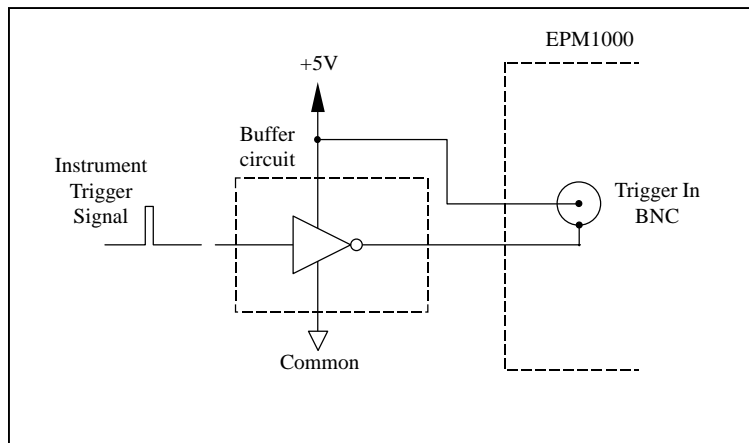 EPM1000
+5V
Buffer
circuit
Instrument
Trigger
Signal
Trigger In
BNC
Common